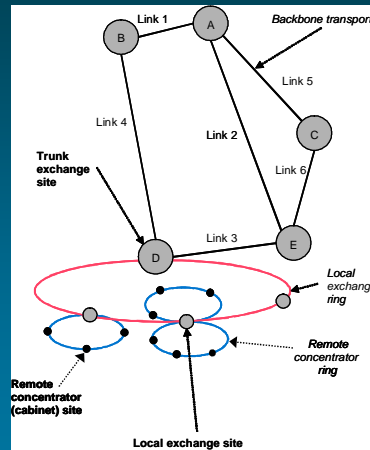 Link 1
Backbone transport
A
B
Link 5
Link 4
Link 2
C
Trunk
exchange
site
Link 6
Link 3
D
E
Local
exchang
ring
Remote
concentrator
ring
Remote
concentrator
(cabinet) site
Local exchange site